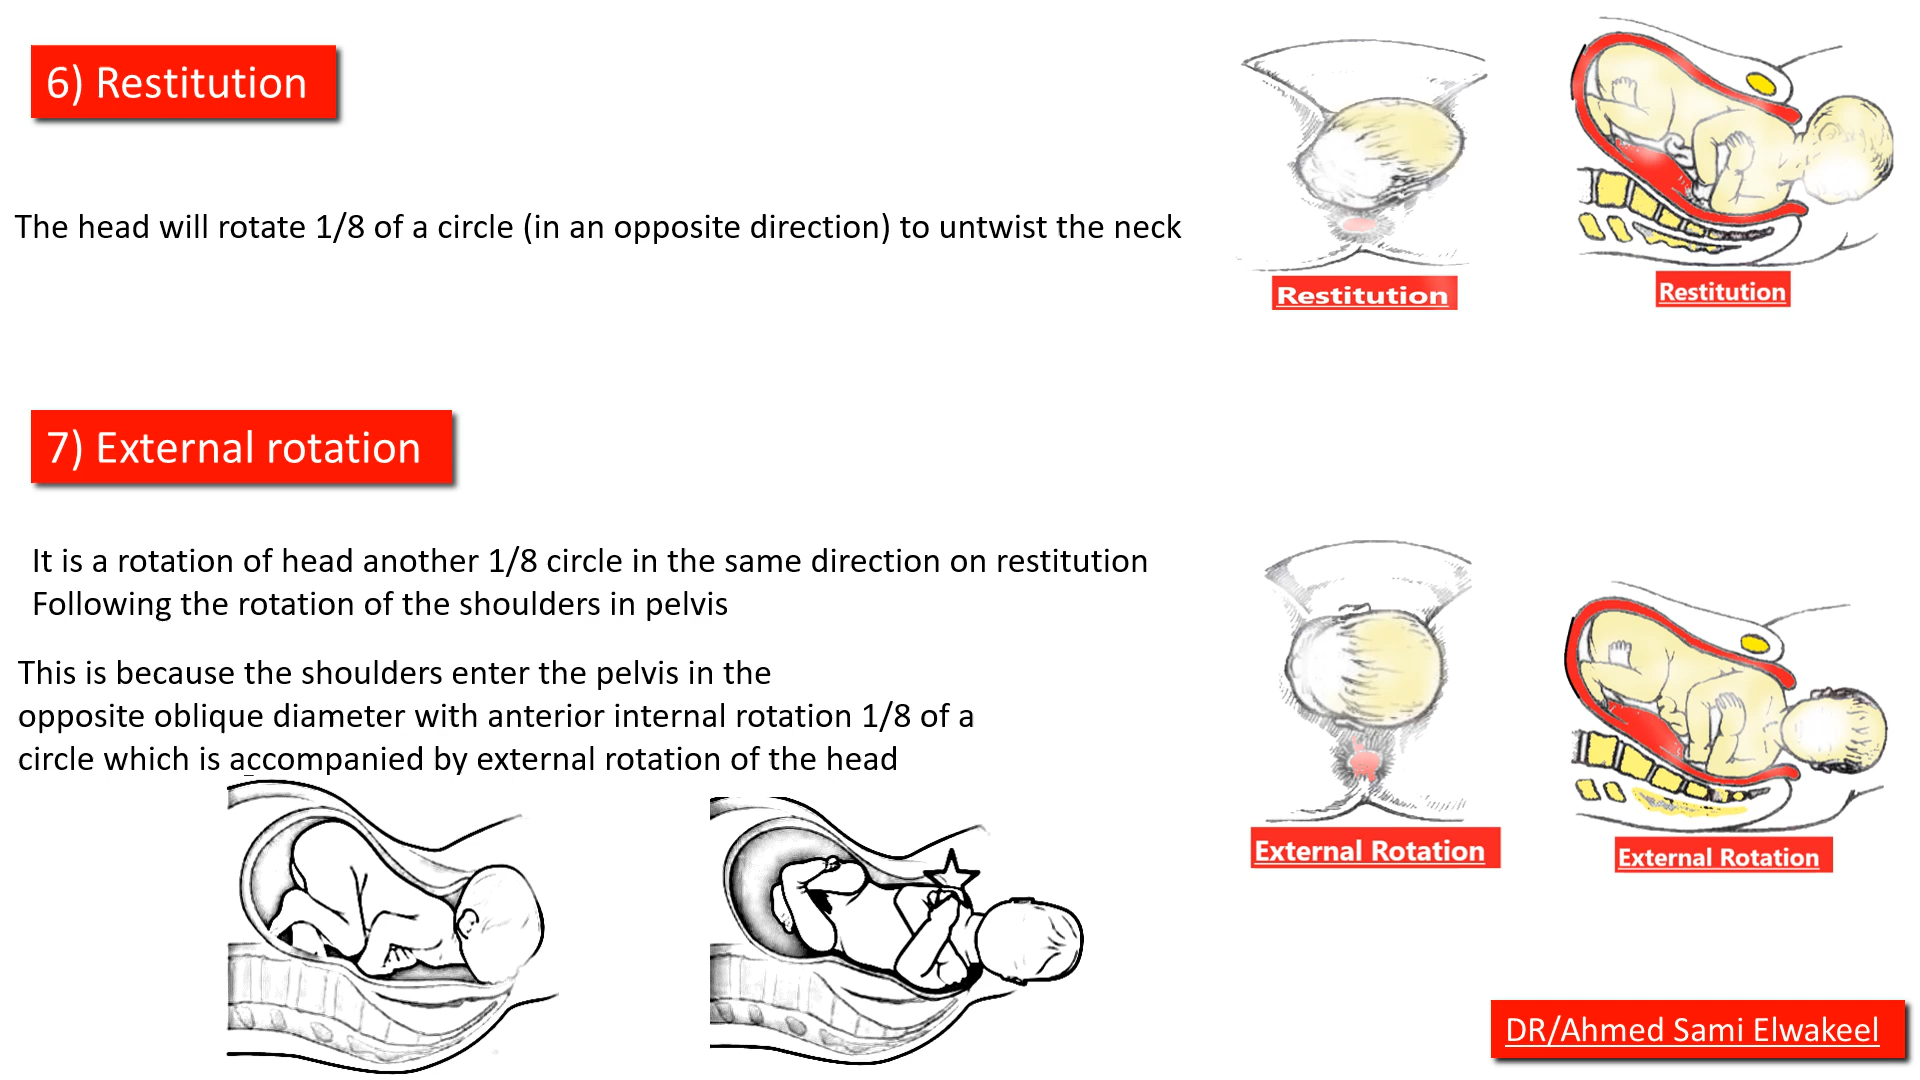 6) Restitution
The head will rotate 1/8 of a circle (in an opposite direction) to untwist the neck
Restitution
Restitution
7) External rotation
It is a rotation of head another 1/8 circle in the same direction on restitution
Following the rotation of the shoulders in pelvis
This is because the shoulders enter the pelvis in the
opposite oblique diameter with anterior internal rotation 1/8 of a
circle which is accompanied by external rotation of the head
External Rotation
External Rotation
DR/Ahmed Sami Elwakeel